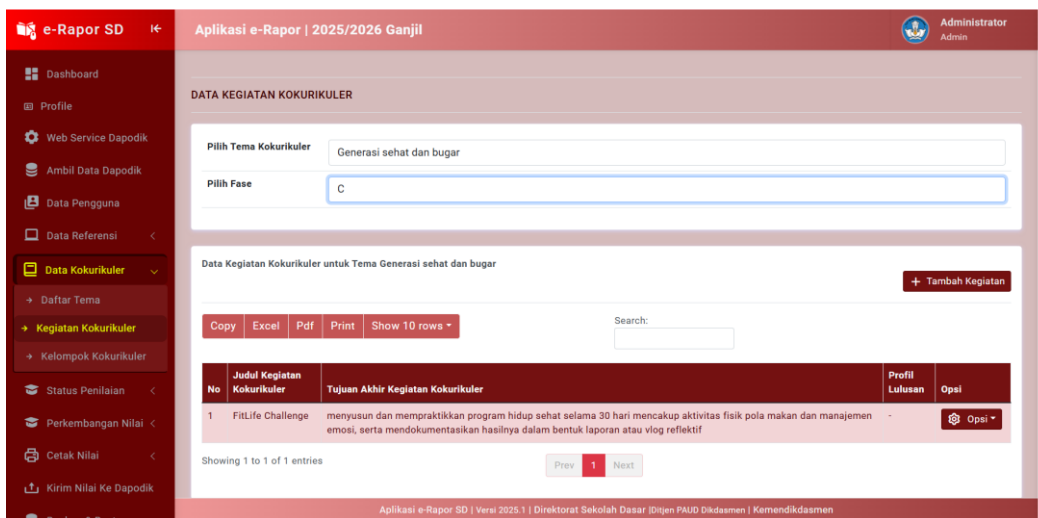 e-Rapor SD
Aplikasi e-Rapor | 2025/2026 Ganjil
Administrator
Admin
Dashboard
Profile
Web Service Dapodik
Ambil Data Dapodik
Data Pengguna
Data Referensi
Data Kokurikuler
Daftar Tema
Kegiatan Kokurikuler
Kelompok Kokurikuler
Status Penilaian
Perkembangan Nilai
Cetak Nilai
Kirim Nilai Ke Dapodik
DATA KEGIATAN KOKURIKULER
Pilih Tema Kokurikuler
Generasi sehat dan bugar
Pilih Fase
C
Data Kegiatan Kokurikuler untuk Tema Generasi sehat dan bugar
+ Tambah Kegiatan
Copy Excel Pdf Print Show 10 rows
Search:
No Judul Kegiatan Kokurikuler Tujuan Akhir Kegiatan Kokurikuler Profil Lulusan Opsi
1 FitLife Challenge menyusun dan mempraktikkan program hidup sehat selama 30 hari mencakup aktivitas fisik pola makan dan manajemen - Opsi
emosi, serta mendokumentasikan hasilnya dalam bentuk laporan atau vlog reflektif
Showing 1 to 1 of 1 entries
Prev 1 Next
Aplikasi e-Rapor SD | Versi 2025.1 | Direktorat Sekolah Dasar |Ditjen PAUD Dikdasmen | Kemendikdasmen